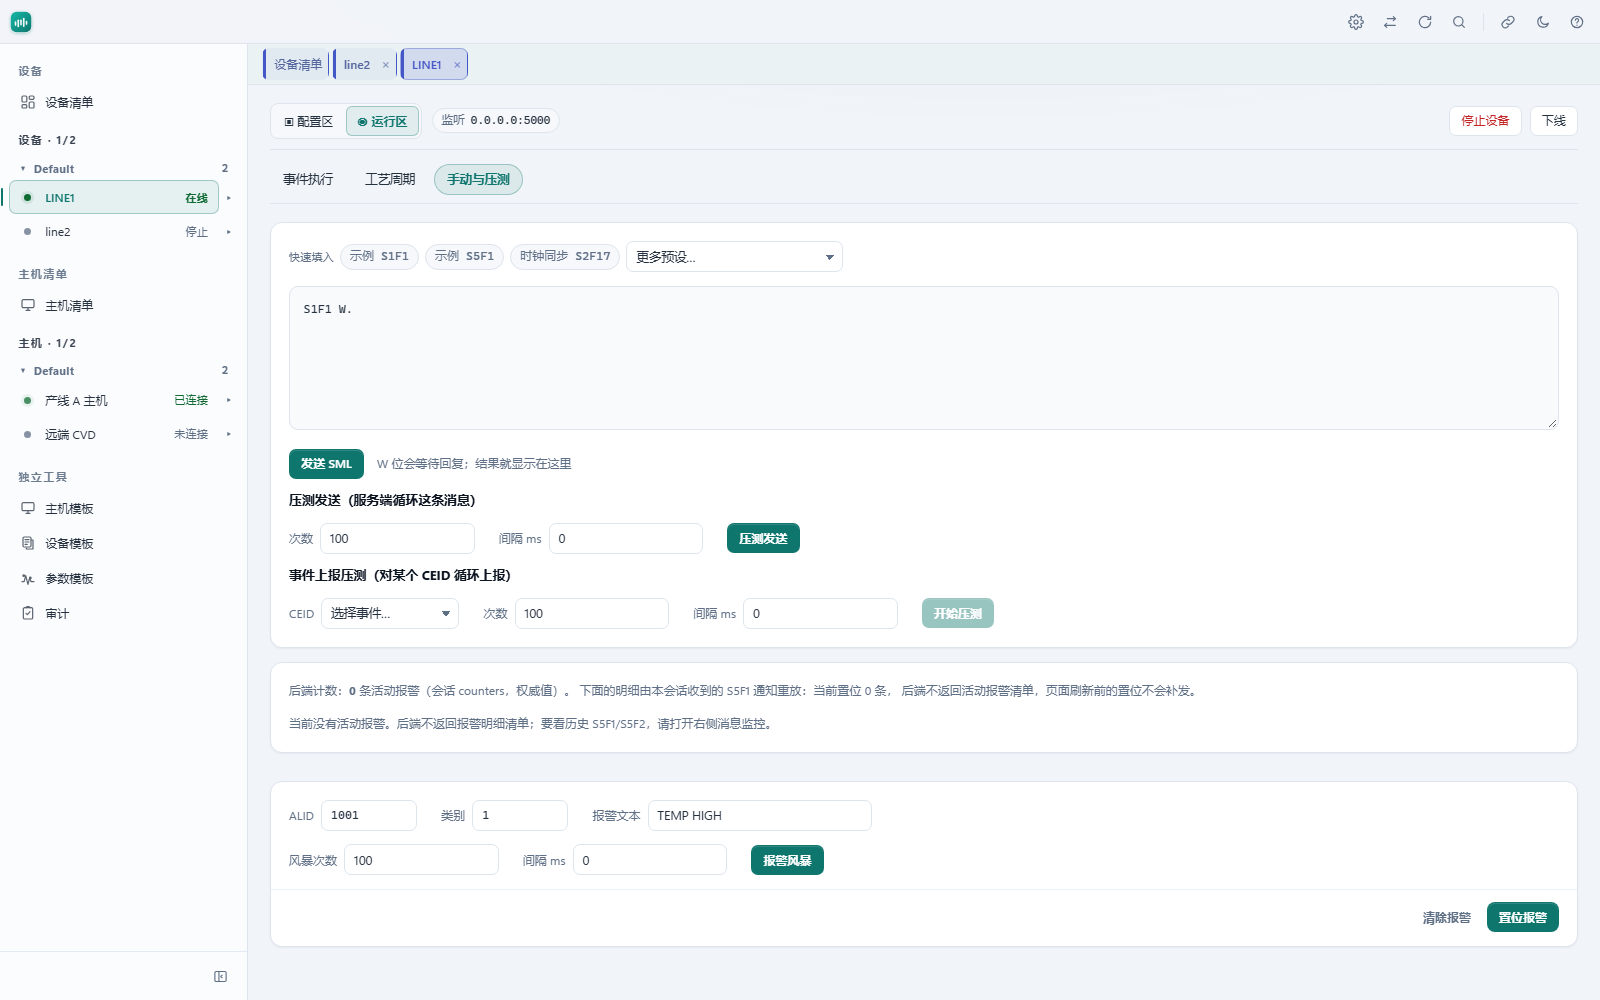 设备
设备清单
设备 · 1/2
Default 2
LINE1 在线
line2 停止
主机清单
主机清单
主机 · 1/2
Default 2
产线 A 主机 已连接
远端 CVD 未连接
独立工具
主机模板
设备模板
参数模板
审计
设备清单 line2 × LINE1 ×
配置区 运行区 监听 0.0.0.0:5000 停止设备 下线
事件执行 工艺周期 手动与压测
快速填入 示例 S1F1 示例 S5F1 时钟同步 S2F17 更多预设...
S1F1 W.
发送 SML W 位会等待回复；结果就显示在这里
压测发送（服务端循环这条消息）
次数 100 间隔 ms 0 压测发送
事件上报压测（对某个 CEID 循环上报）
CEID 选择事件... 次数 100 间隔 ms 0 开始压测
后端计数：0 条活动报警（会话 counters，权威值）。 下面的明细由本会话收到的 S5F1 通知重放：当前置位 0 条， 后端不返回活动报警清单，页面刷新前的置位不会补发。
当前没有活动报警。后端不返回报警明细清单；要看历史 S5F1/S5F2，请打开右侧消息监控。
ALID 1001 类别 1 报警文本 TEMP HIGH
风暴次数 100 间隔 ms 0 报警风暴
清除报警 置位报警